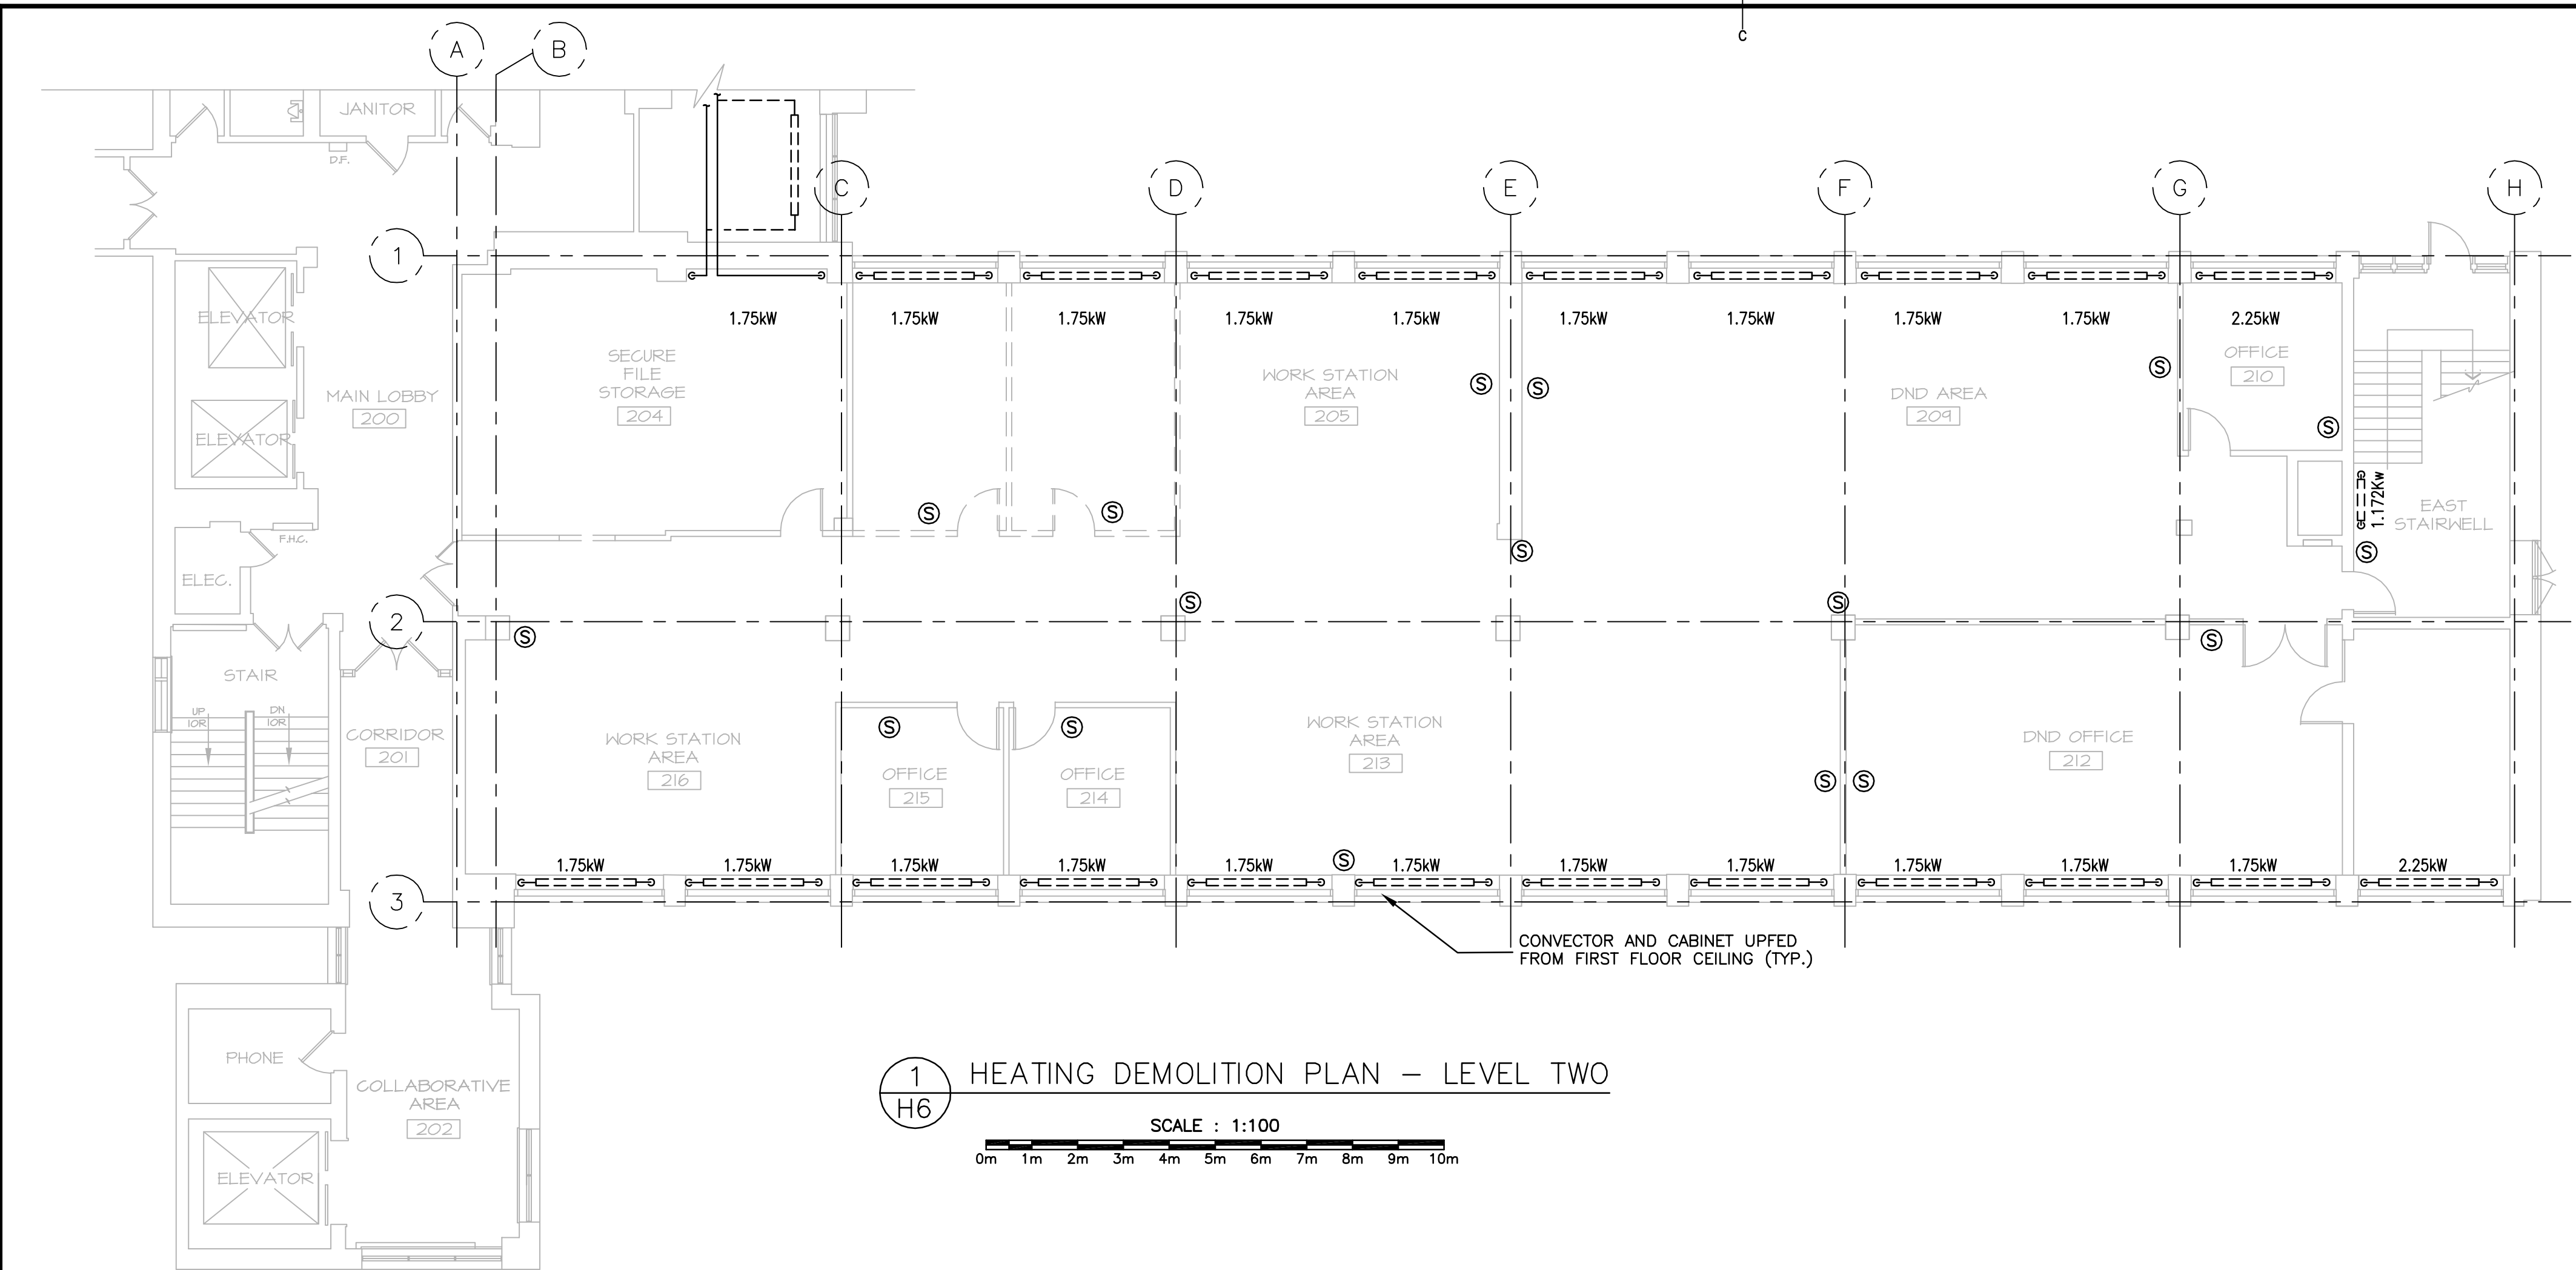 C
A
B
JANITOR
D.F.
C
D
E
F
G
H
1
ELEVATOR
1.75kW
1.75kW
1.75kW
1.75kW
1.75kW
1.75kW
1.75kW
1.75kW
1.75kW
2.25kW
SECURE
FILE
STORAGE
204
MAIN LOBBY
200
WORK STATION
AREA
205
S
S
DND AREA
209
S
OFFICE
210
S
ELEVATOR
1.172Kw
EAST
STAIRWELL
S
S
F.H.C.
S
S
ELEC.
2
S
S
S
S
STAIR
UP
10R
DN
10R
CORRIDOR
201
WORK STATION
AREA
216
S
OFFICE
215
S
OFFICE
214
WORK STATION
AREA
213
S
S
DND OFFICE
212
1.75kW
1.75kW
1.75kW
1.75kW
1.75kW
S
1.75kW
1.75kW
1.75kW
1.75kW
1.75kW
1.75kW
2.25kW
3
CONVECTOR AND CABINET UPFED
FROM FIRST FLOOR CEILING (TYP.)
PHONE
COLLABORATIVE
AREA
202
ELEVATOR
1
H6
HEATING DEMOLITION PLAN – LEVEL TWO
SCALE : 1:100
0m 1m 2m 3m 4m 5m 6m 7m 8m 9m 10m